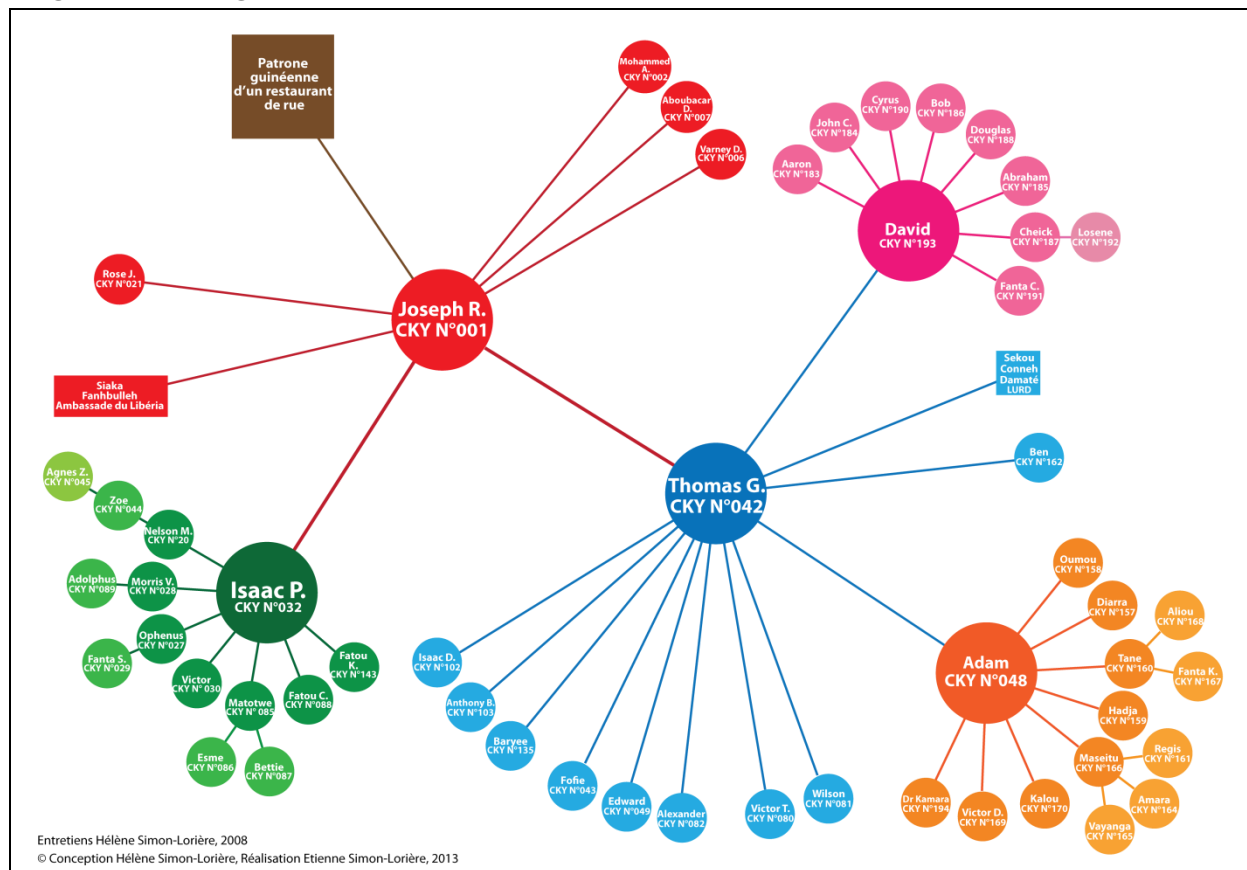 Patrone
guinéenne
d'un restaurant
de rue
Mohammed
A.
CKY N°002
Aboubacar
D.
CKY N°007
Varney D.
CKY N°006
Rose J.
CKY N°021
Joseph R.
CKY N°001
Siaka
Fanhbulleh
Ambassade du Libéria
Cyrus
CKY N°190
Bob
CKY N°186
John C.
CKY N°184
Douglas
CKY N°188
Aaron
CKY N°183
Abraham
CKY N°185
David
CKY N°193
Cheick
CKY N°187
Losene
CKY N°192
Fanta C.
CKY N°191
Sekou
Conneh
Damaté
LURD
Ben
CKY N°162
Thomas G.
CKY N°042
Agnes Z.
CKY N°045
Zoe
CKY N°044
Nelson M.
CKY N°20
Adolphus
CKY N°089
Morris V.
CKY N°028
Isaac P.
CKY N°032
Ophenus
CKY N°027
Fanta S.
CKY N°029
Victor
CKY N° 030
Matotwe
CKY N° 085
Fatou C.
CKY N°088
Fatou
K.
CKY N°143
Esme
CKY N°086
Bettie
CKY N°087
Isaac D.
CKY N°102
Anthony B.
CKY N°103
Baryee
CKY N°135
Fofie
CKY N°043
Edward
CKY N°049
Alexander
CKY N°082
Victor T.
CKY N°080
Wilson
CKY N°081
Oumou
CKY N°158
Diarra
CKY N°157
Aliou
CKY N°168
Tane
CKY N°160
Fanta K.
CKY N°167
Adam
CKY N°048
Hadja
CKY N°159
Maseitu
CKY N°166
Regis
CKY N°161
Amara
CKY N°164
Vayanga
CKY N°165
Kalou
CKY N°170
Victor D.
CKY N°169
Dr Kamara
CKY N°194
Entretiens Hélène Simon-Lorière, 2008
© Conception Hélène Simon-Lorière, Réalisation Etienne Simon-Lorière, 2013